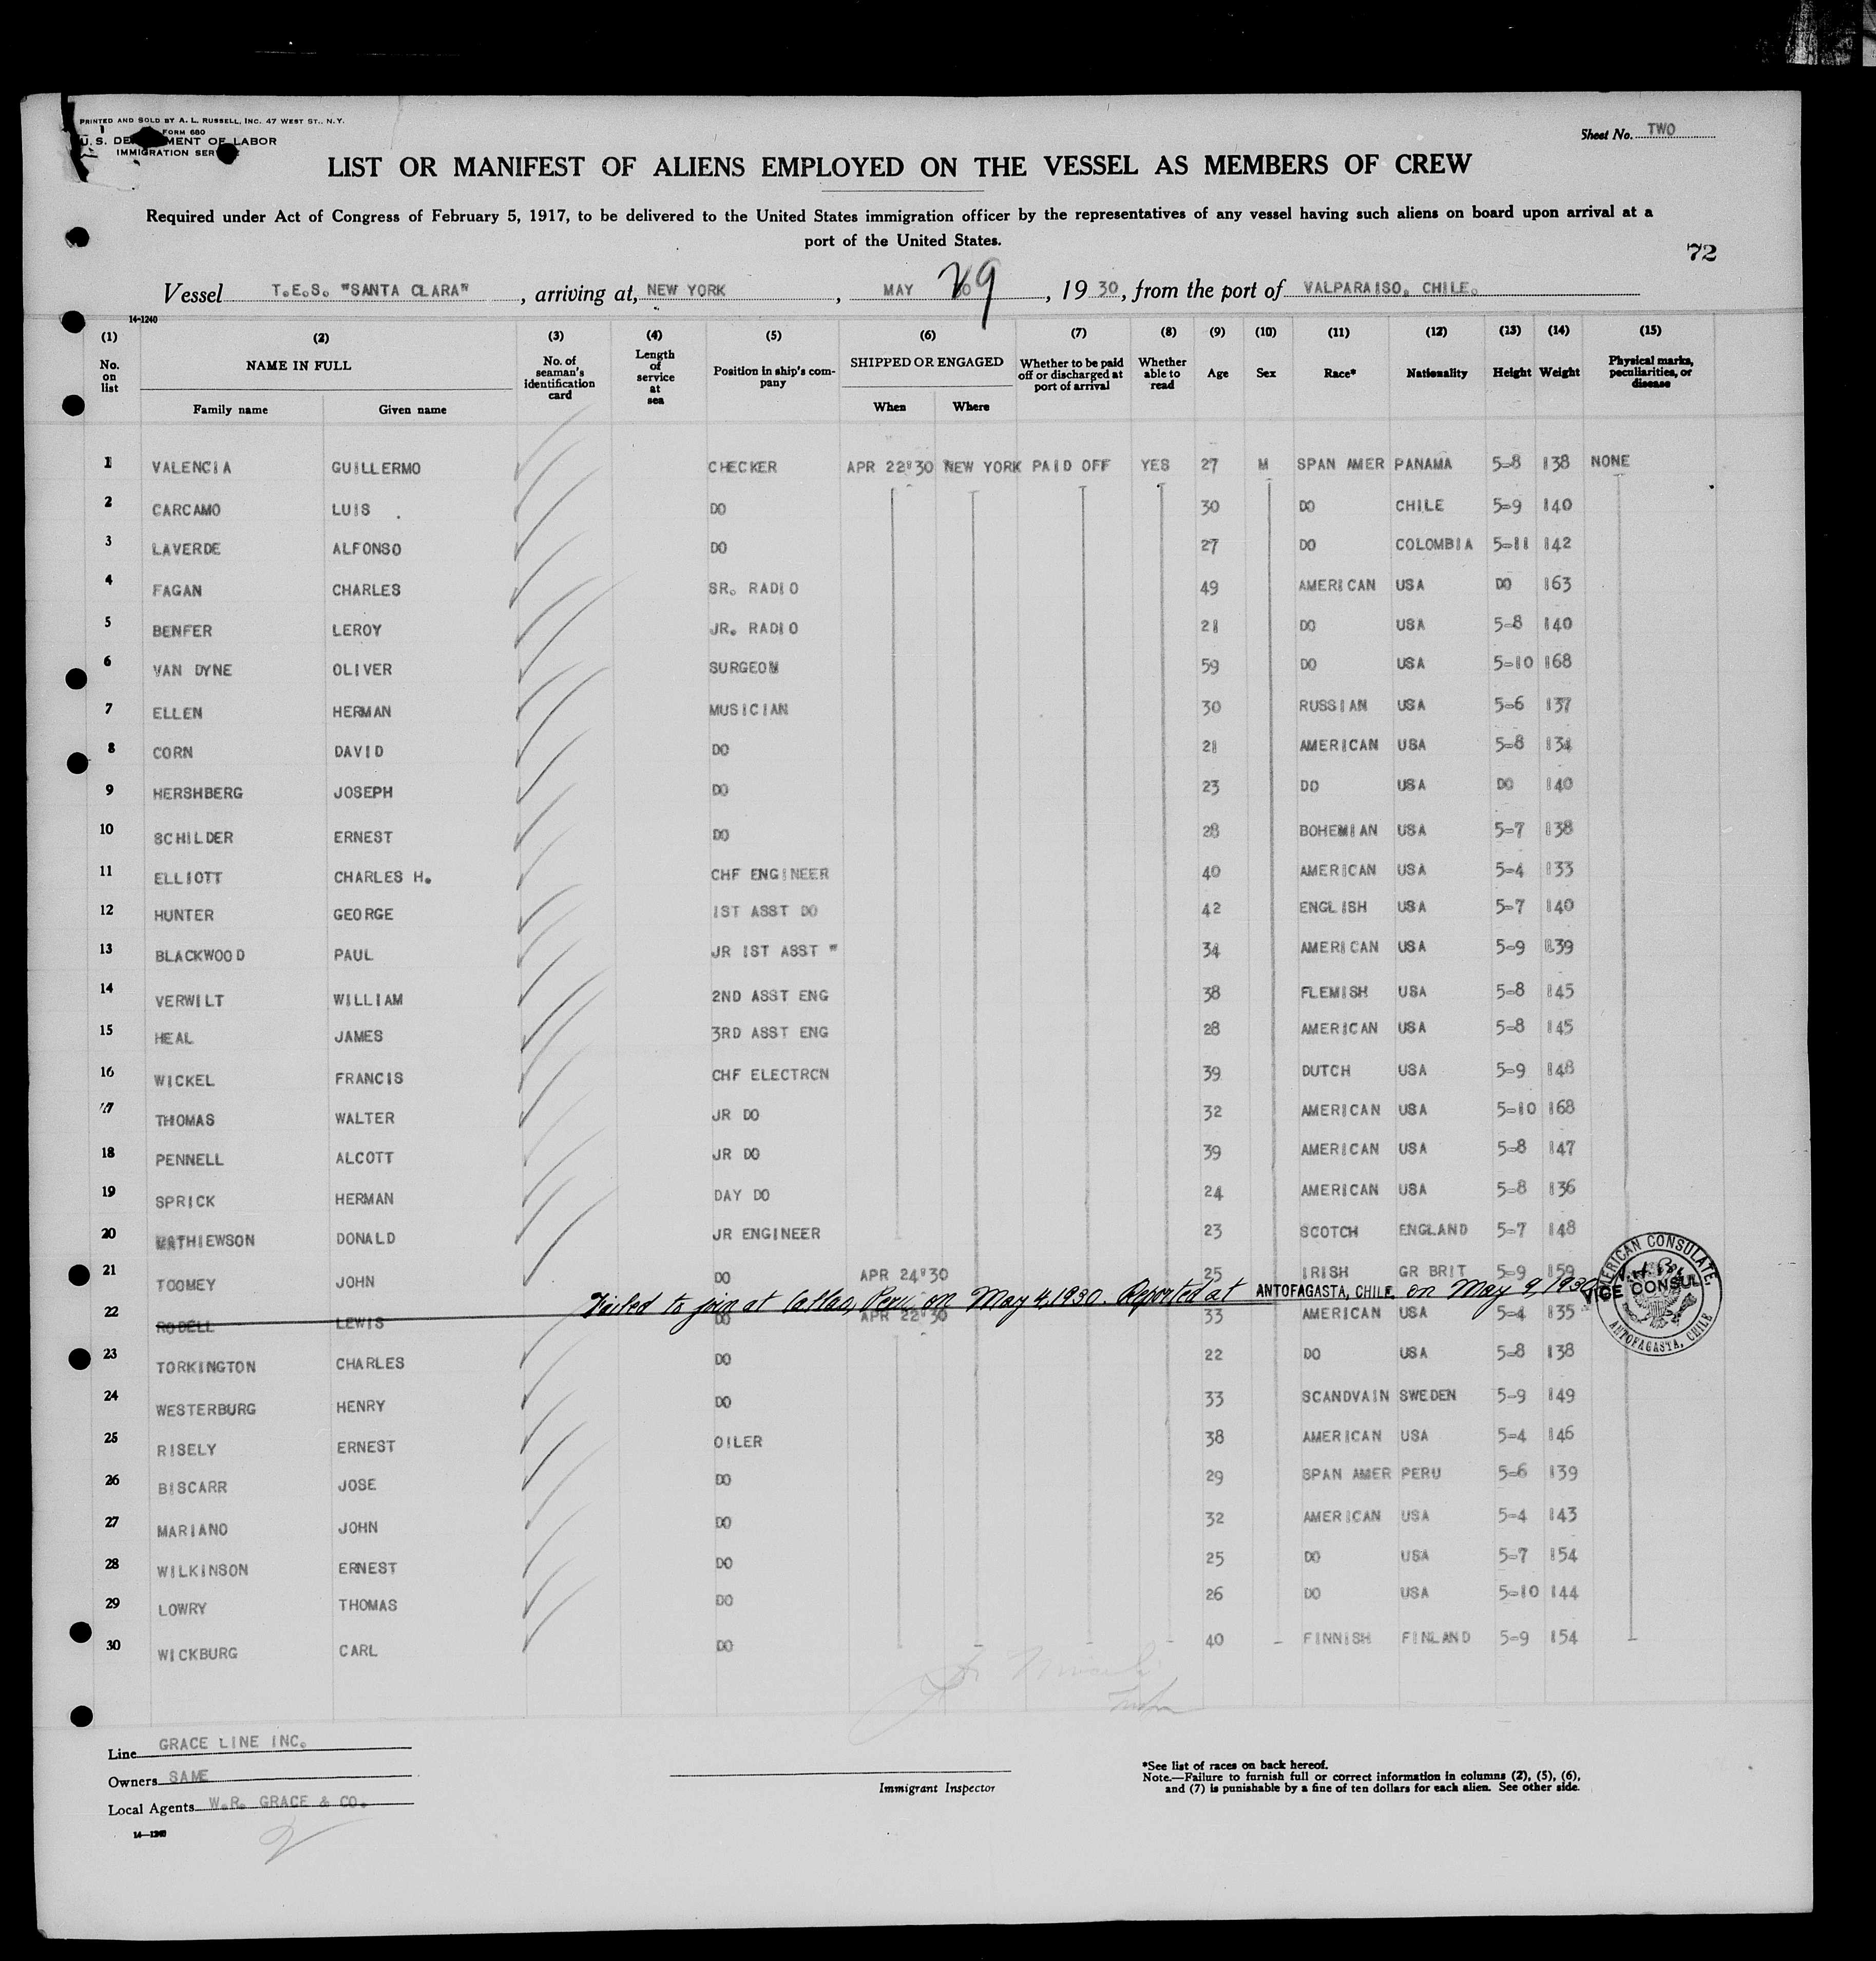 PRINTED AND SOLD BY A. L. RUSSELL, INC. 47 WEST ST., N.Y.
FORM 680
U. S. DEPARTMENT OF LABOR
IMMIGRATION SERVICE
Sheet No. TWO
LIST OR MANIFEST OF ALIENS EMPLOYED ON THE VESSEL AS MEMBERS OF CREW
Required under Act of Congress of February 5, 1917, to be delivered to the United States immigration officer by the representatives of any vessel having such aliens on board upon arrival at a
port of the United States.
72
Vessel T.E.S. "SANTA CLARA", arriving at, NEW YORK, MAY 29, 1930, from the port of VALPARAISO. CHILE.
14-1240
(1) (2) (3) (4) (5) (6) (7) (8) (9) (10) (11) (12) (13) (14) (15)
No. on list NAME IN FULL No. of seaman's identification card Length of service at sea Position in ship's company SHIPPED OR ENGAGED Whether to be paid off or discharged at port of arrival Whether able to read Age Sex Race* Nationality Height Weight Physical marks, peculiarities, or disease
Family name Given name When Where
1 VALENCIA GUILLERMO CHECKER APR 22'30 NEW YORK PAID OFF YES 27 M SPAN AMER PANAMA 5-8 138 NONE
2 CARCAMO LUIS DO 30 DO CHILE 5-9 140
3 LAVERDE ALFONSO DO 27 DO COLOMBIA 5-11 142
4 FAGAN CHARLES SR. RADIO 49 AMERICAN USA DO 163
5 BENFER LEROY JR. RADIO 21 DO USA 5-8 140
6 VAN DYNE OLIVER SURGEON 59 DO USA 5-10 168
7 ELLEN HERMAN MUSICIAN 30 RUSSIAN USA 5-6 137
8 CORN DAVID DO 21 AMERICAN USA 5-8 134
9 HERSHBERG JOSEPH DO 23 DO USA DO 140
10 SCHILDER ERNEST DO 28 BOHEMIAN USA 5-7 138
11 ELLIOTT CHARLES H. CHF ENGINEER 40 AMERICAN USA 5-4 133
12 HUNTER GEORGE 1ST ASST DO 42 ENGLISH USA 5-7 140
13 BLACKWOOD PAUL JR 1ST ASST " 34 AMERICAN USA 5-9 139
14 VERWILT WILLIAM 2ND ASST ENG 38 FLEMISH USA 5-8 145
15 HEAL JAMES 3RD ASST ENG 28 AMERICAN USA 5-8 145
16 WICKEL FRANCIS CHF ELECTRCN 39 DUTCH USA 5-9 148
17 THOMAS WALTER JR DO 32 AMERICAN USA 5-10 168
18 PENNELL ALCOTT JR DO 39 AMERICAN USA 5-8 147
19 SPRICK HERMAN DAY DO 24 AMERICAN USA 5-8 136
20 MATHIEWSON DONALD JR ENGINEER 23 SCOTCH ENGLAND 5-7 148
21 TOOMEY JOHN DO APR 24'30 25 IRISH GR BRIT 5-9 159
Failed to join at Callao, Peru on May 4, 1930. Reported at ANTOFAGASTA, CHILE. on May 9, 1930
VICE CONSUL
AMERICAN CONSULATE, ANTOFAGASTA, CHILE
22 RODELL LEWIS DO APR 22'30 33 AMERICAN USA 5-4 135
23 TORKINGTON CHARLES DO 22 DO USA 5-8 138
24 WESTERBURG HENRY DO 33 SCANDVAIN SWEDEN 5-9 149
25 RISELY ERNEST OILER 38 AMERICAN USA 5-4 146
26 BISCARR JOSE DO 29 SPAN AMER PERU 5-6 139
27 MARIANO JOHN DO 32 AMERICAN USA 5-4 143
28 WILKINSON ERNEST DO 25 DO USA 5-7 154
29 LOWRY THOMAS DO 26 DO USA 5-10 144
30 WICKBURG CARL DO 40 FINNISH FINLAND 5-9 154
Line GRACE LINE INC.
Owners SAME
Local Agents W.R. GRACE & CO.
14-1240
2
Immigrant Inspector
*See list of races on back hereof.
Note.—Failure to furnish full or correct information in columns (2), (5), (6),
and (7) is punishable by a fine of ten dollars for each alien. See other side.